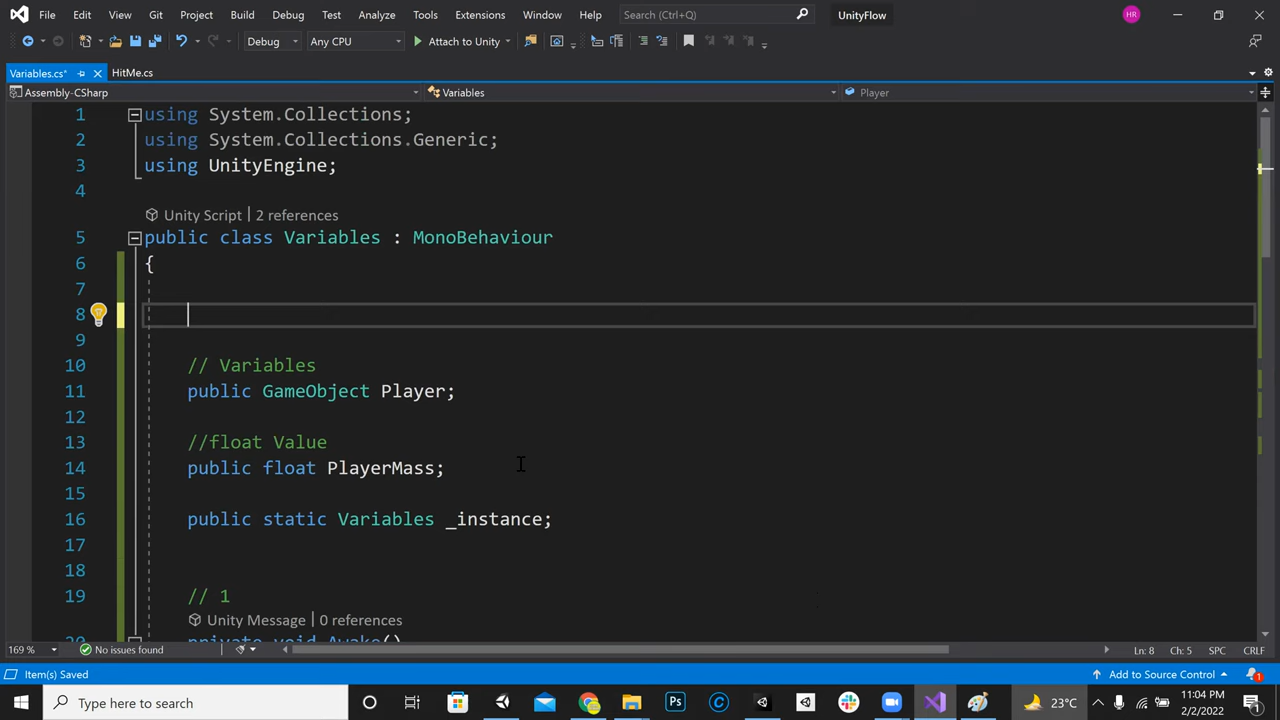 File Edit View Git Project Build Debug Test Analyze Tools Extensions Window Help Search (Ctrl+Q) UnityFlow HR
Debug Any CPU Attach to Unity
Variables.cs* HitMe.cs
Assembly-CSharp Variables Player
1 using System.Collections;
2 using System.Collections.Generic;
3 using UnityEngine;
4
Unity Script | 2 references
5 public class Variables : MonoBehaviour
6 {
7
8
9
10 // Variables
11 public GameObject Player;
12
13 //float Value
14 public float PlayerMass;
15
16 public static Variables _instance;
17
18
19 // 1
Unity Message | 0 references
20 private void Awake()
169 % No issues found Ln: 8 Ch: 5 SPC CRLF
Item(s) Saved Add to Source Control 1
Type here to search 23°C 11:04 PM
2/2/2022